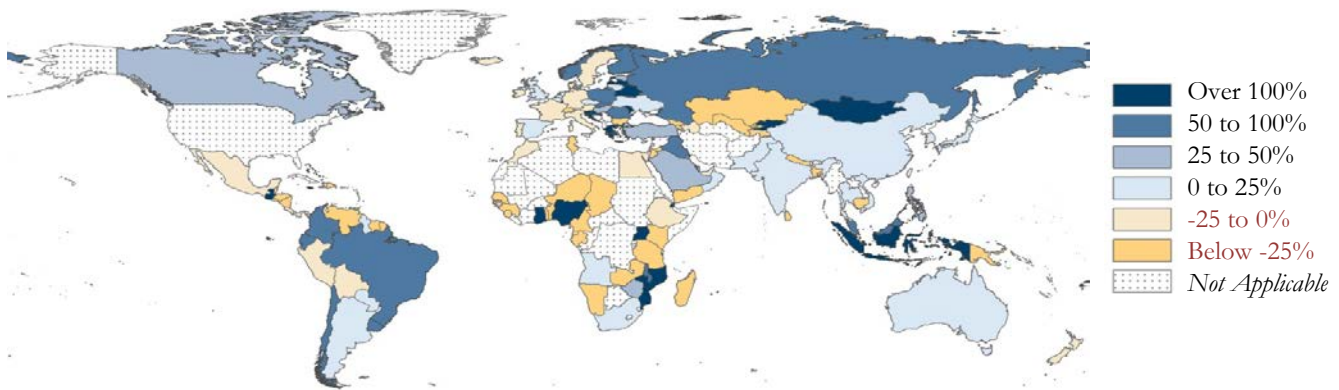 Over 100%
50 to 100%
25 to 50%
0 to 25%
-25 to 0%
Below -25%
Not Applicable